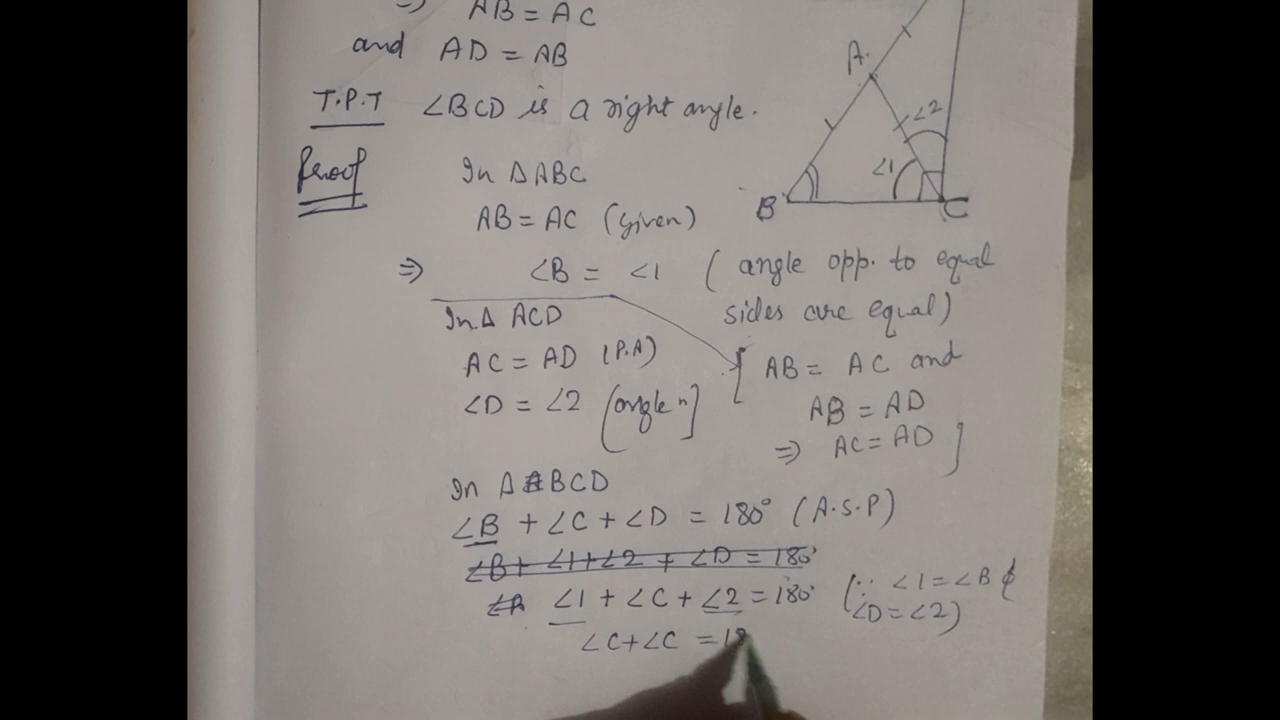 ⇒ AB = AC
and AD = AB
T.P.T ∠BCD is a right angle.
Proof In ΔABC
AB = AC (Given)
⇒ ∠B = ∠1 (angle opp. to equal
sides are equal)
In Δ ACD
AC = AD (P.A)
∠D = ∠2 [angle "]
[AB = AC and
AB = AD
⇒ AC = AD]
In Δ BCD
∠B + ∠C + ∠D = 180° (A.S.P)
∠B + ∠1 + ∠2 + ∠D = 180°
∠1 + ∠C + ∠2 = 180° (∵ ∠1 = ∠B &
∠D = ∠2)
∠C + ∠C = 18
A
∠2
∠1
B
C